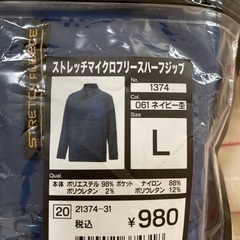 STRETCH FLEECE
ストレッチマイクロフリースハーフジップ
No.
1374
Col.
061 ネイビー杢
Size
L
Qual.
本体 ポリエステル 98% ポケット ナイロン 88%
ポリウレタン 2% ポリウレタン 12%
20 21374-31
税込 ¥980